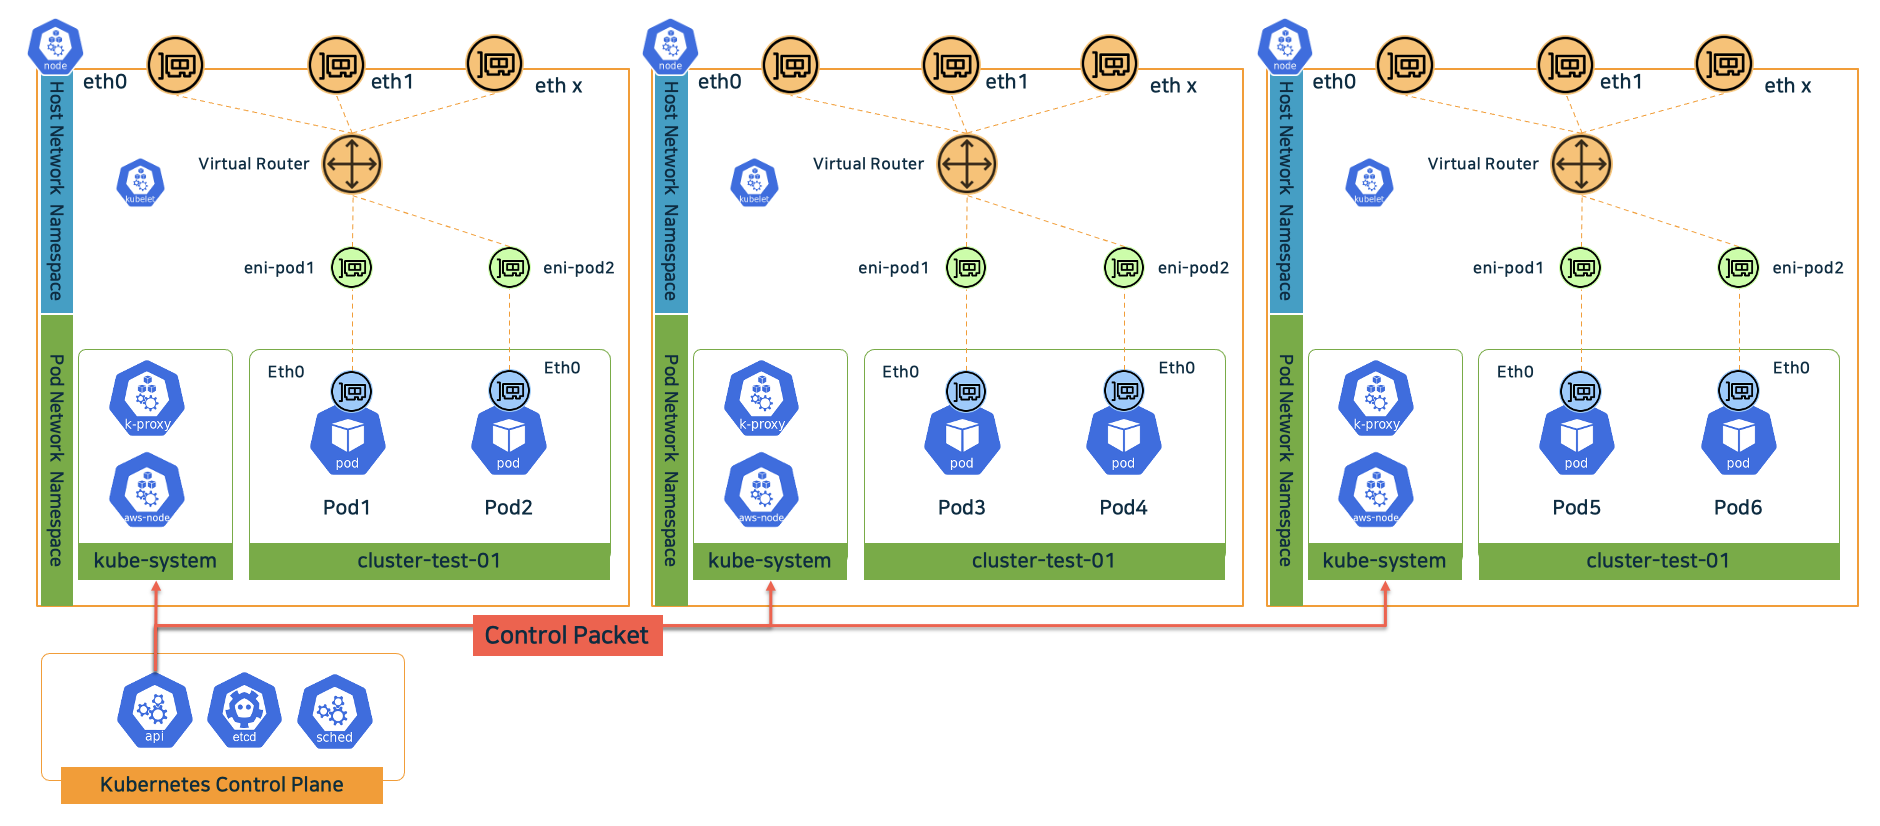 node
eth0
eth1
eth x
Host Network Namespace
Virtual Router
kubelet
eni-pod1
eni-pod2
Pod Network Namespace
k-proxy
aws-node
kube-system
Eth0
Eth0
pod
pod
Pod1
Pod2
cluster-test-01
node
eth0
eth1
eth x
Host Network Namespace
Virtual Router
kubelet
eni-pod1
eni-pod2
Pod Network Namespace
k-proxy
aws-node
kube-system
Eth0
Eth0
pod
pod
Pod3
Pod4
cluster-test-01
node
eth0
eth1
eth x
Host Network Namespace
Virtual Router
kubelet
eni-pod1
eni-pod2
Pod Network Namespace
k-proxy
aws-node
kube-system
Eth0
Eth0
pod
pod
Pod5
Pod6
cluster-test-01
Control Packet
api
etcd
sched
Kubernetes Control Plane